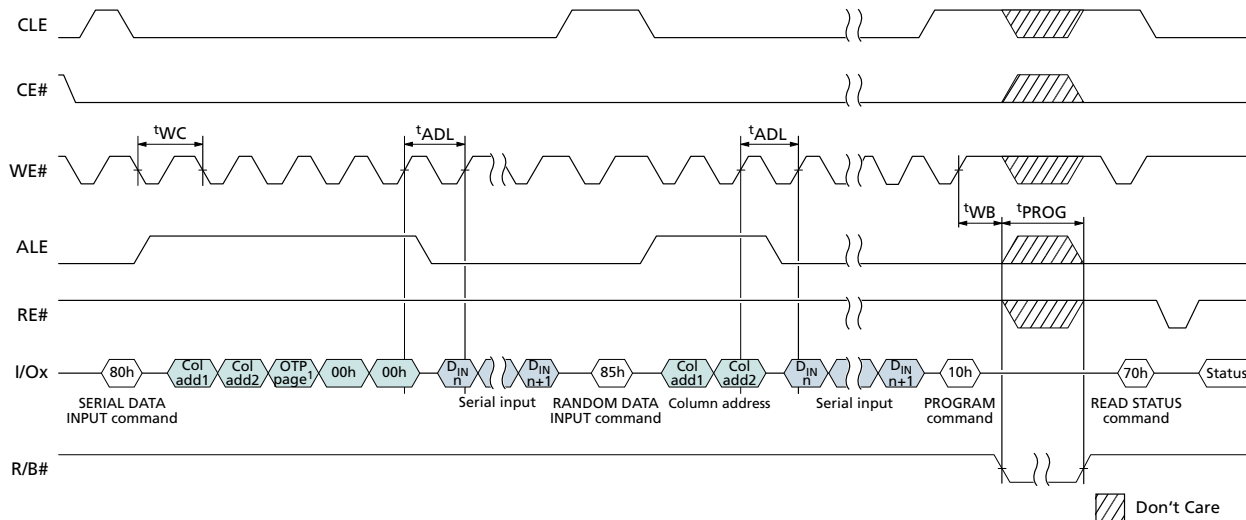 CLE
CE#
tWC
tADL
tADL
WE#
tWB
tPROG
ALE
RE#
I/Ox
80h
Col
add1
Col
add2
OTP
page1
00h
00h
DIN
n
DIN
n+1
85h
Col
add1
Col
add2
DIN
n
DIN
n+1
10h
70h
Status
SERIAL DATA
INPUT command
Serial input
RANDOM DATA
INPUT command
Column address
Serial input
PROGRAM
command
READ STATUS
command
R/B#
Don't Care